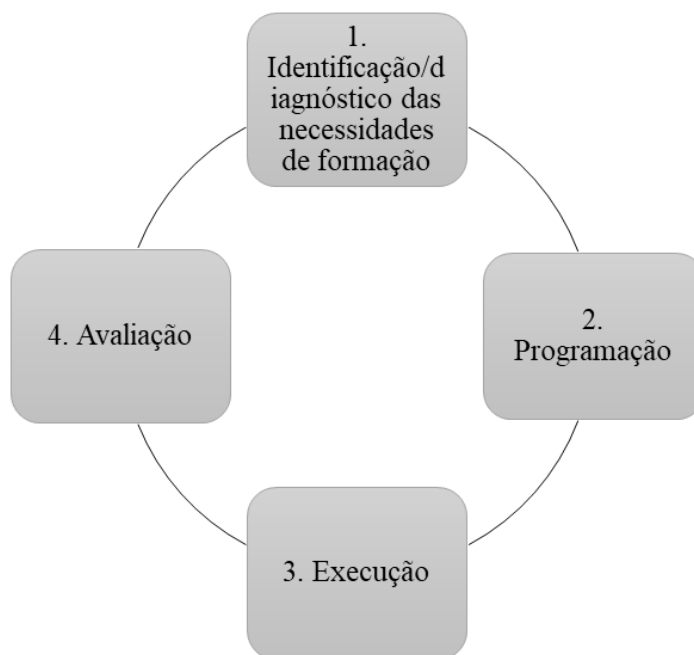 1.
Identificação/d
iagnóstico das
necessidades
de formação
2.
Programação
3. Execução
4. Avaliação